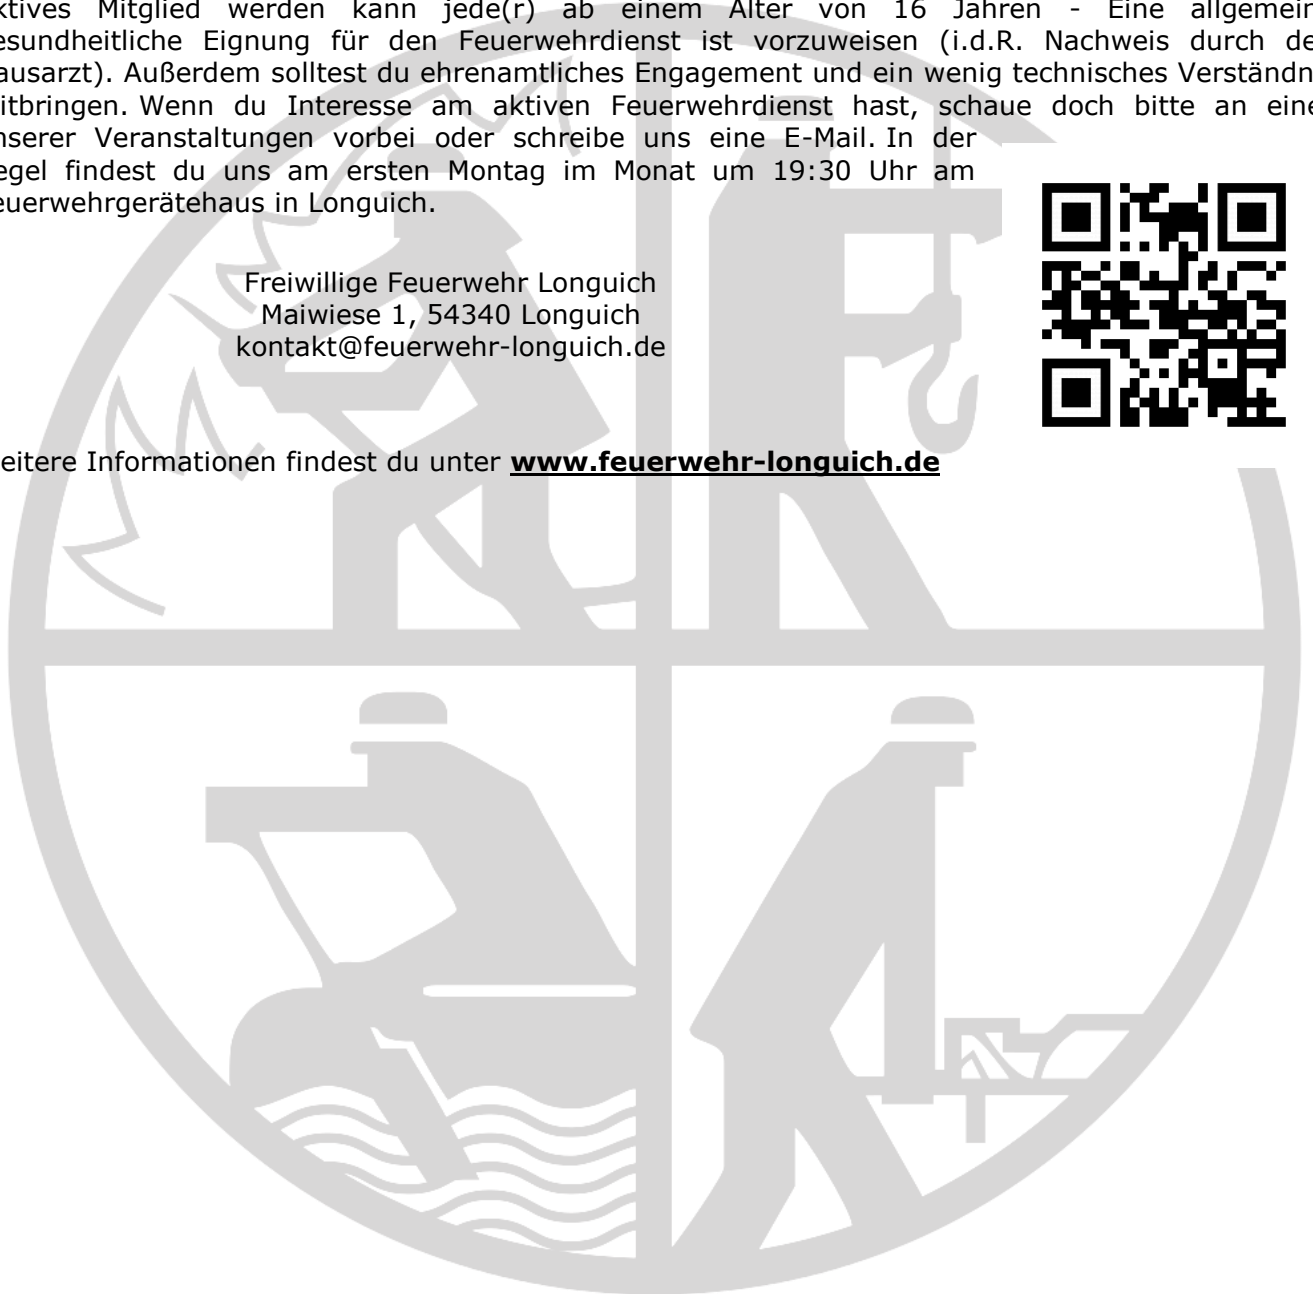 ktives Mitglied werden kann jede(r) ab einem Alter von 16 Jahren - Eine allgemein
esundheitliche Eignung für den Feuerwehrdienst ist vorzuweisen (i.d.R. Nachweis durch de
ausarzt). Außerdem solltest du ehrenamtliches Engagement und ein wenig technisches Verständn
itbringen. Wenn du Interesse am aktiven Feuerwehrdienst hast, schaue doch bitte an eine
nserer Veranstaltungen vorbei oder schreibe uns eine E-Mail. In der
egel findest du uns am ersten Montag im Monat um 19:30 Uhr am
euerwehrgerätehaus in Longuich.
Freiwillige Feuerwehr Longuich
Maiwiese 1, 54340 Longuich
kontakt@feuerwehr-longuich.de
eitere Informationen findest du unter www.feuerwehr-longuich.de